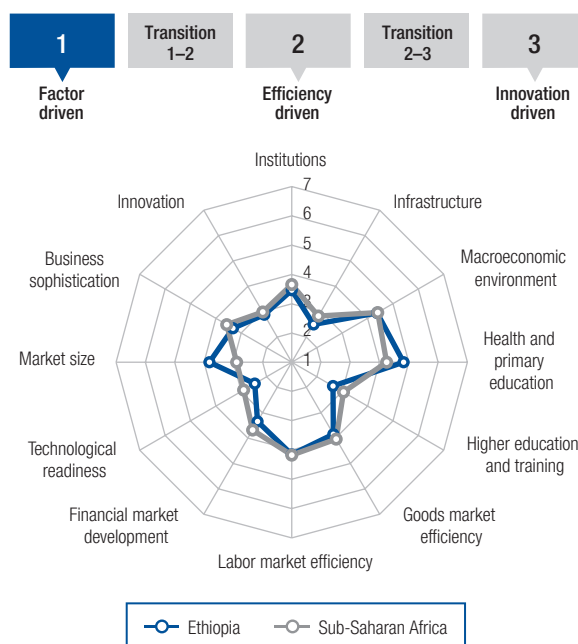 1
Transition
1–2
2
Transition
2–3
3
Factor
driven
Efficiency
driven
Innovation
driven
Institutions
7
6
5
4
3
2
1
Infrastructure
Macroeconomic
environment
Health and
primary
education
Higher education
and training
Goods market
efficiency
Labor market efficiency
Financial market
development
Technological
readiness
Market size
Business
sophistication
Innovation
Ethiopia
Sub-Saharan Africa